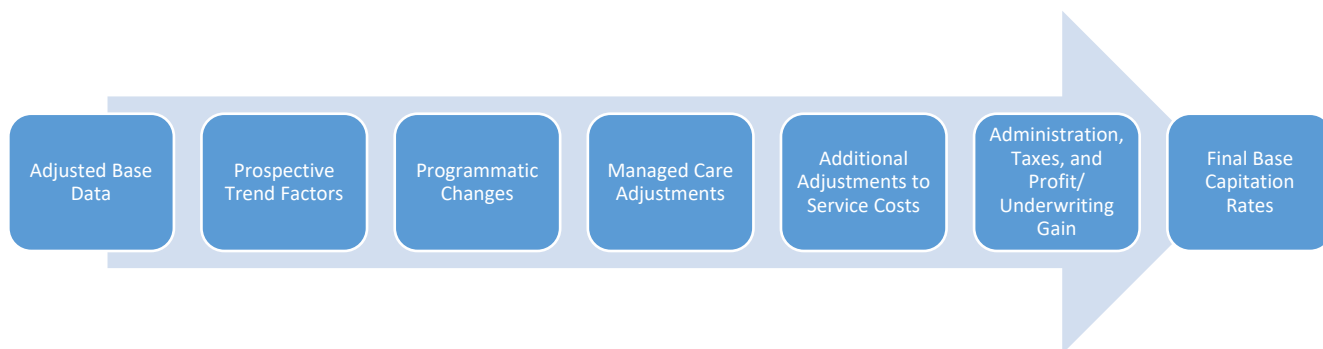 Adjusted Base
Data
Prospective
Trend Factors
Programmatic
Changes
Managed Care
Adjustments
Additional
Adjustments to
Service Costs
Administration,
Taxes, and
Profit/
Underwriting
Gain
Final Base
Capitation
Rates